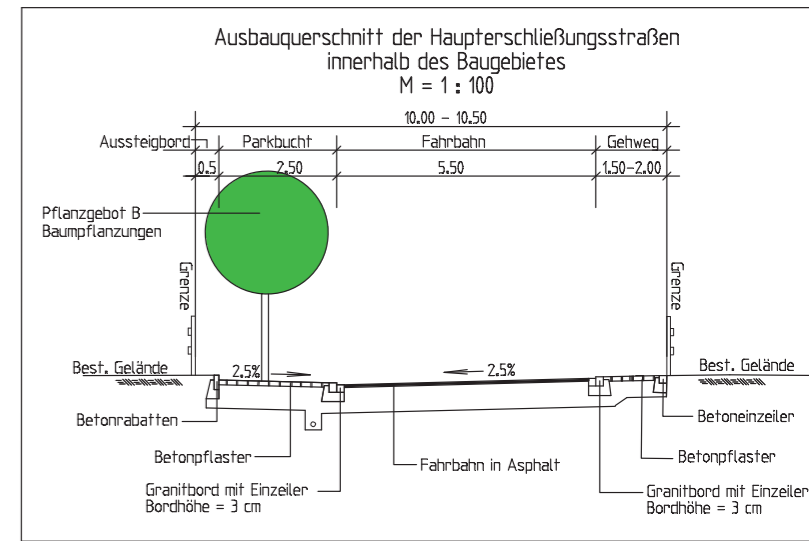 Ausbauquerschnitt der Haupterschließungsstraßen
innerhalb des Baugebietes
M = 1 : 100
10.00 - 10.50
Aussteigbord Parkbucht Fahrbahn Gehweg
0.5 2.50 5.50 1.50-2.00
Pflanzgebot B
Baumpflanzungen
Grenze
Grenze
Best. Gelände 2.5% 2.5% Best. Gelände
Betonrabatten Betoneinzeiler
Betonpflaster Fahrbahn in Asphalt Betonpflaster
Granitbord mit Einzeiler
Bordhöhe = 3 cm
Granitbord mit Einzeiler
Bordhöhe = 3 cm